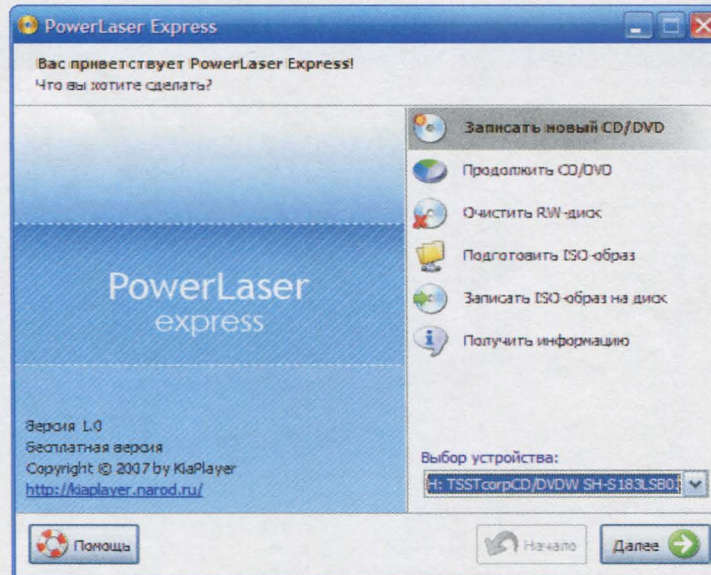 PowerLaser Express
Вас приветствует PowerLaser Express!
Что вы хотите сделать?
Записать новый CD/DVD
Продолжить CD/DVD
Очистить RW-диск
Подготовить ISO-образ
Записать ISO-образ на диск
Получить информацию
PowerLaser
express
Версия 1.0
Бесплатная версия
Copyright © 2007 by KiaPlayer
http://kiaplayer.narod.ru/
Выбор устройства:
H: TSSTcorpCD/DVDW SH-S183LSB0
Помощь
Начало
Далее